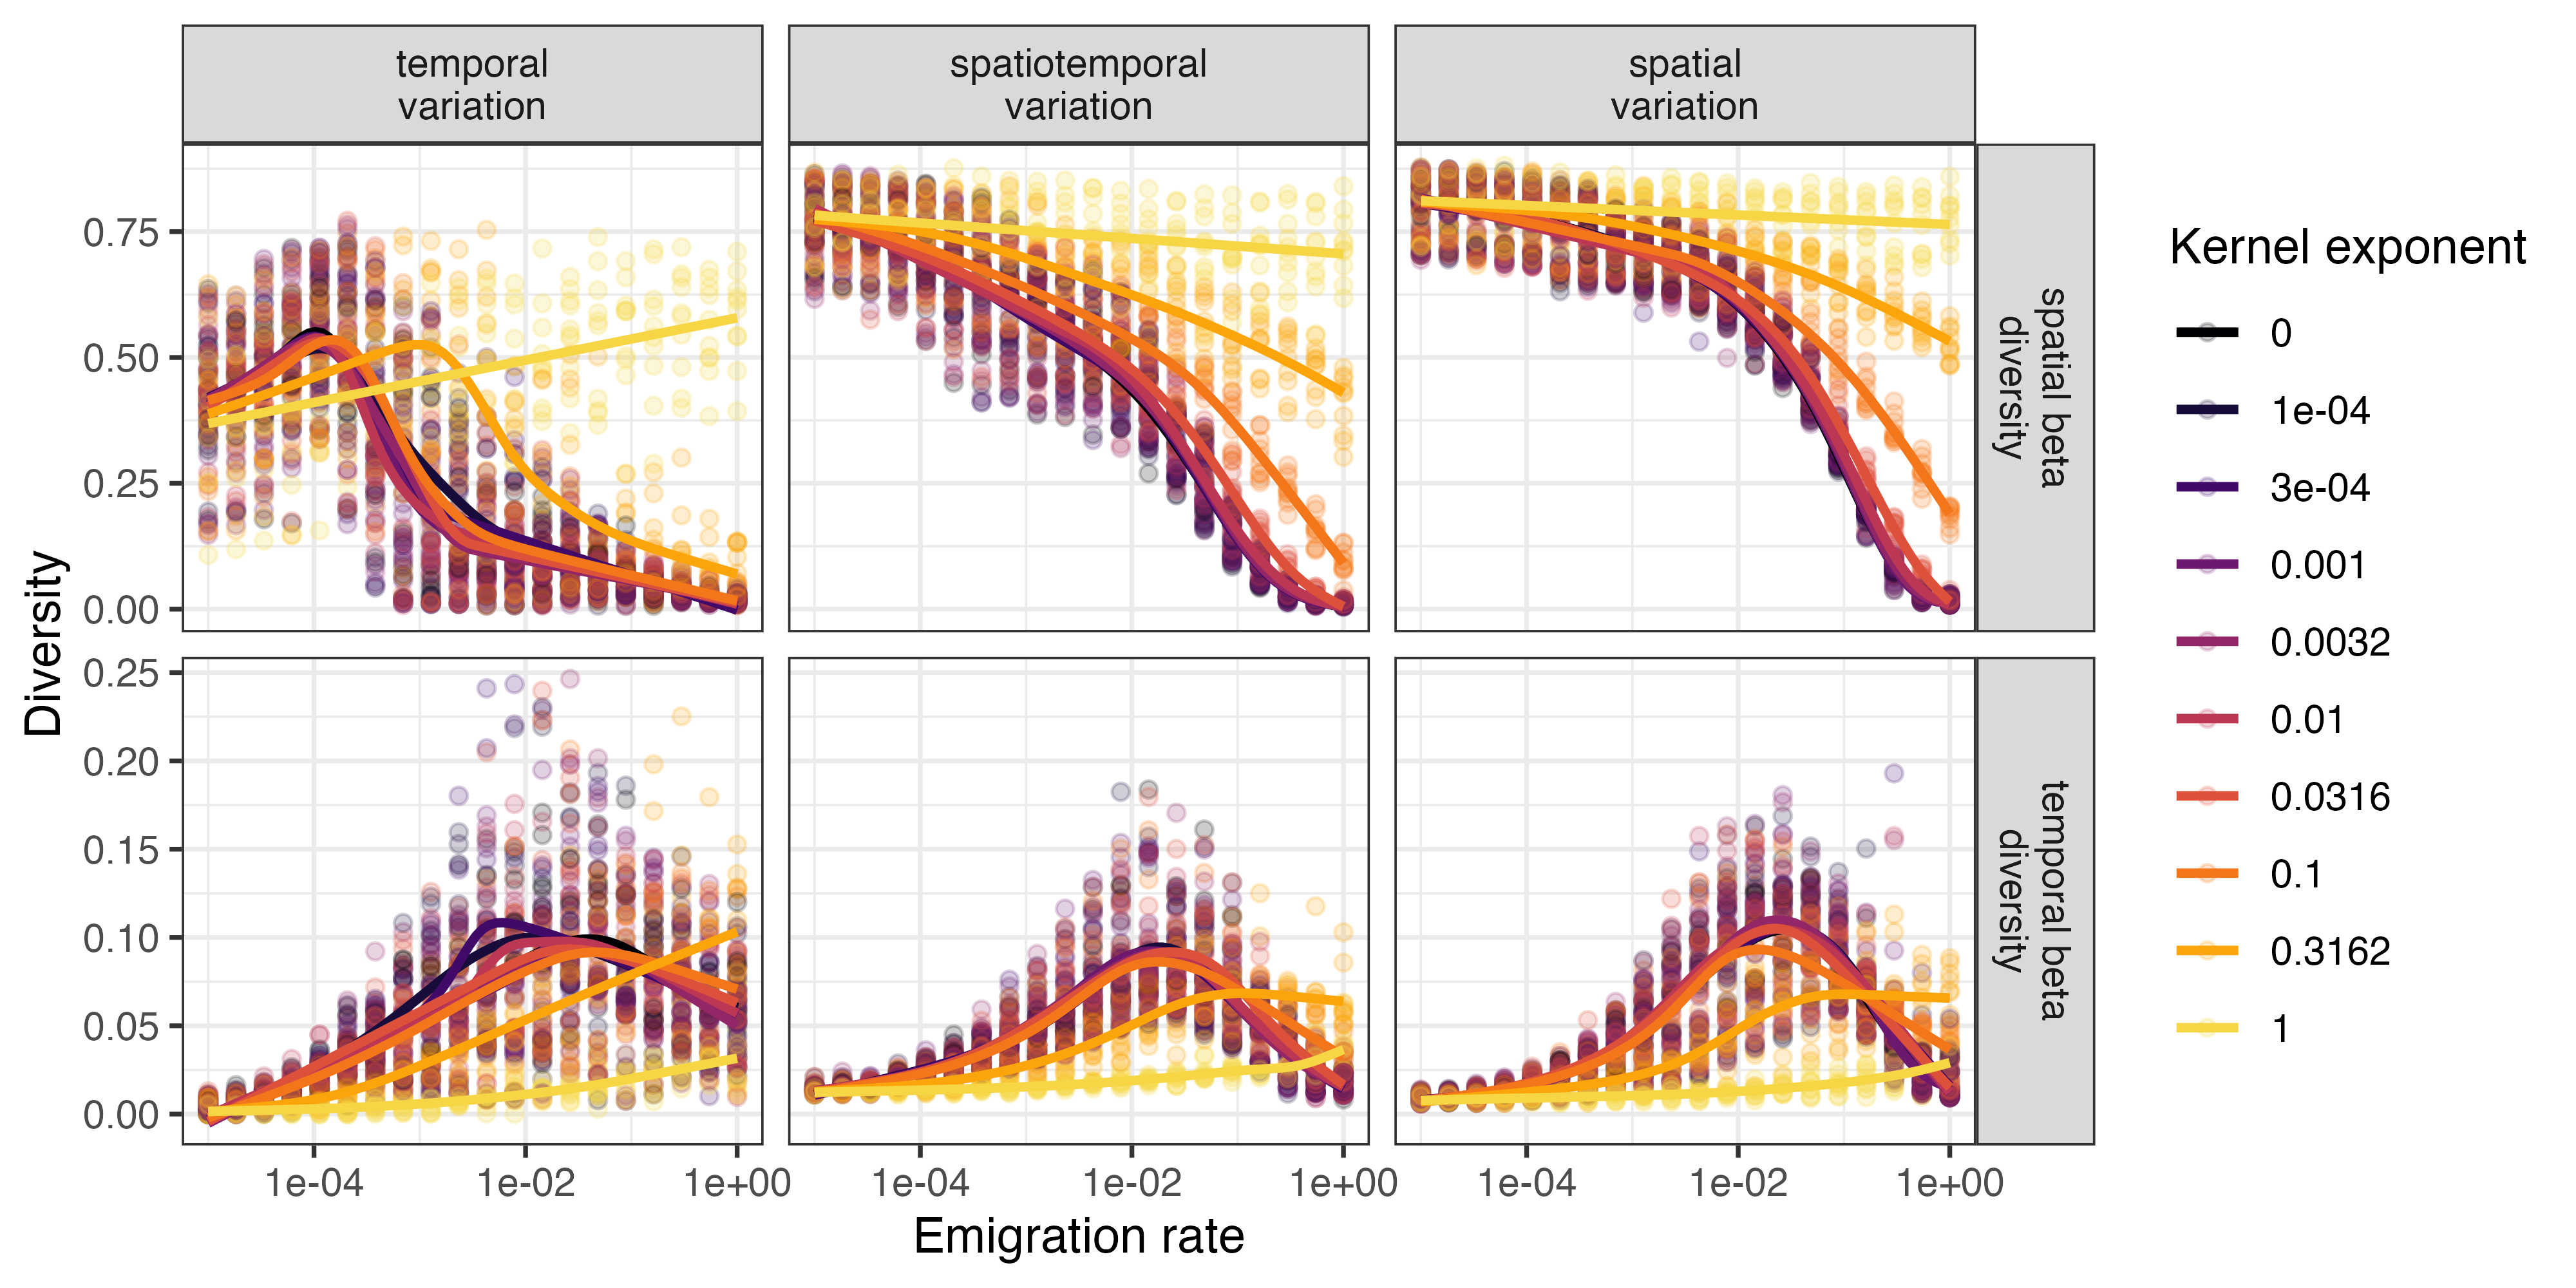 temporal
variation
spatiotemporal
variation
spatial
variation
Diversity
0.75
0.50
0.25
0.00
spatial beta
diversity
0.25
0.20
0.15
0.10
0.05
0.00
temporal beta
diversity
1e-04
1e-02
1e+00
1e-04
1e-02
1e+00
1e-04
1e-02
1e+00
Emigration rate
Kernel exponent
0
1e-04
3e-04
0.001
0.0032
0.01
0.0316
0.1
0.3162
1